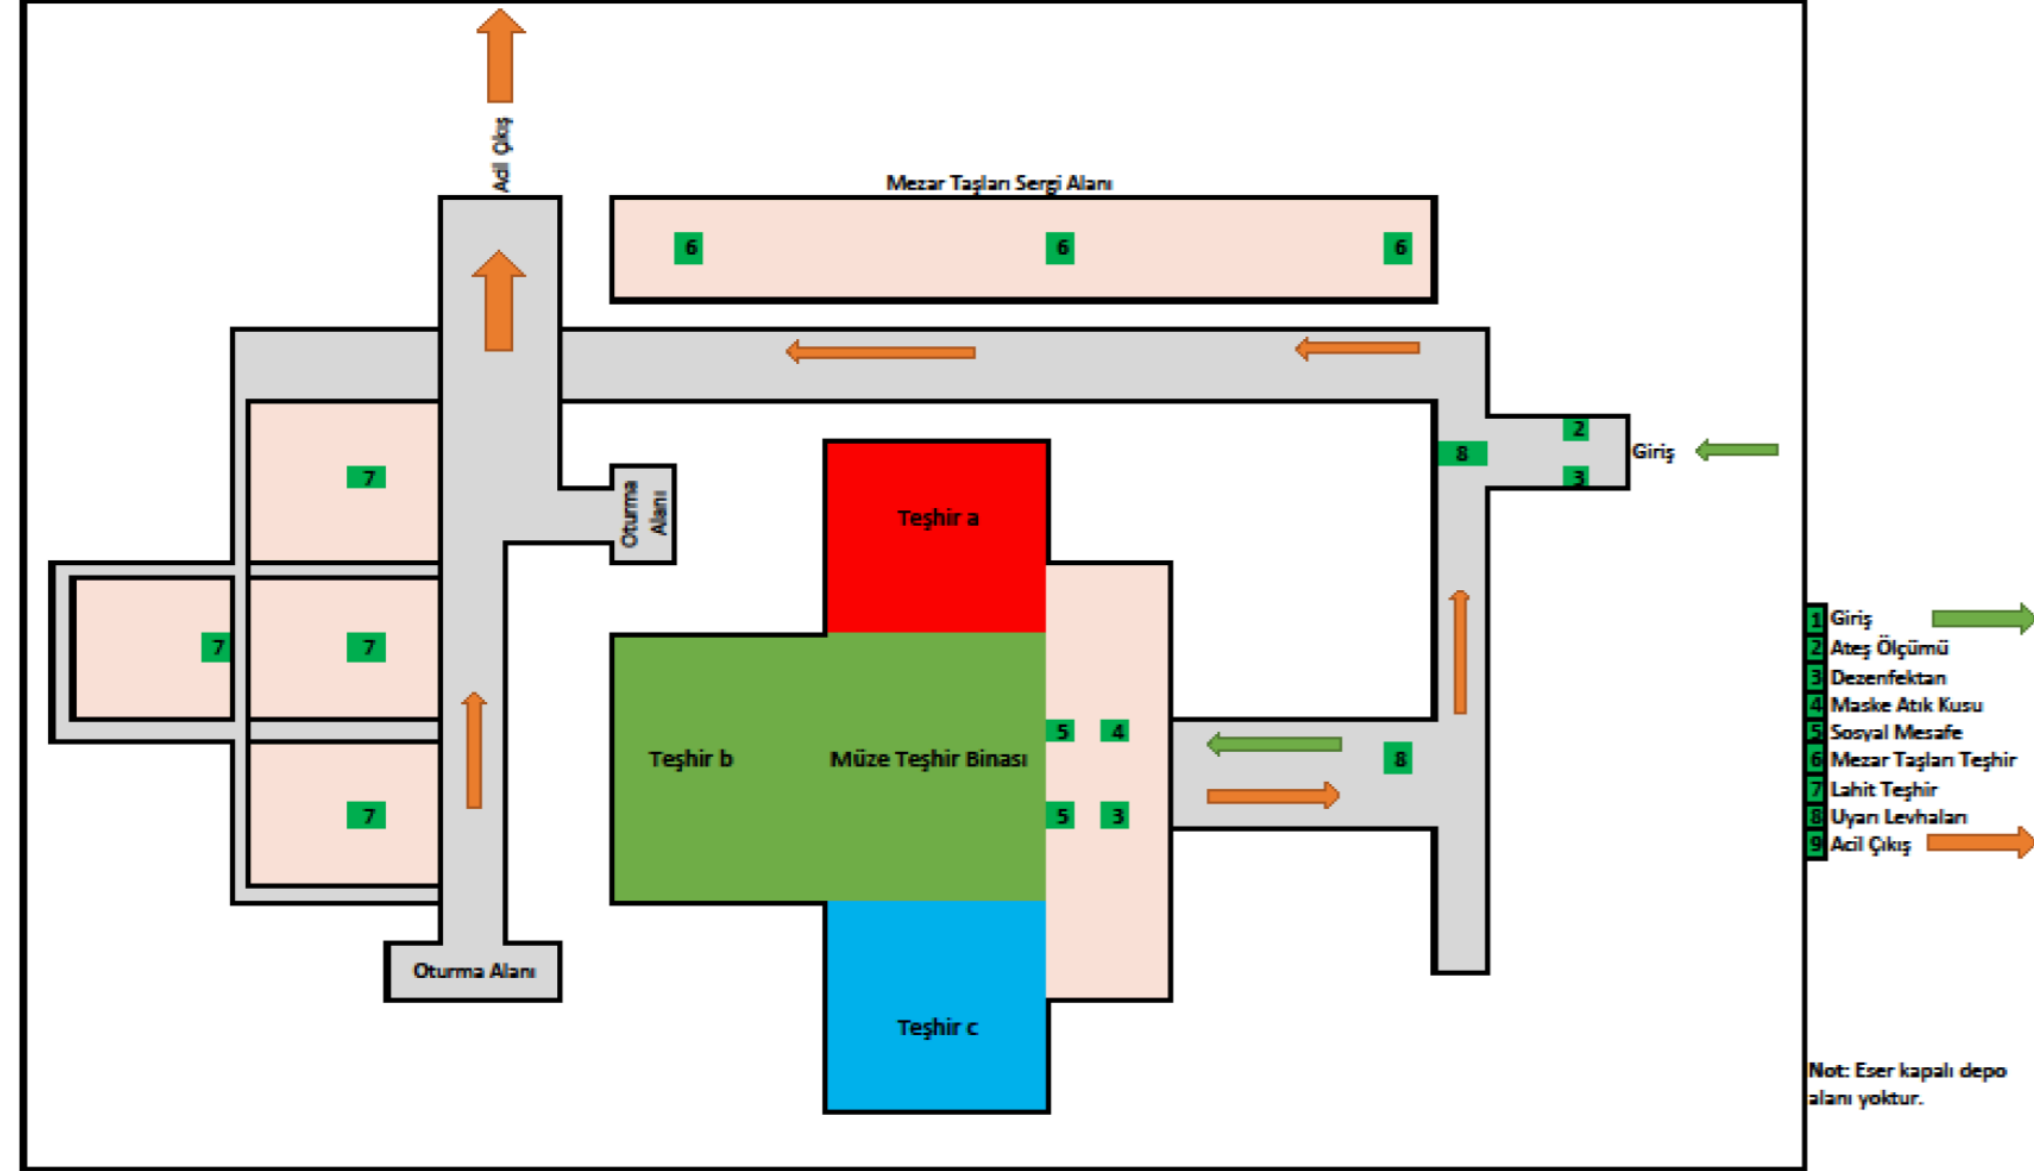 Acil Çıkış
Mezar Taşları Sergi Alanı
6 6 6
2
8
Giriş
3
7
Oturma
Alanı
Teşhir a
7 7
5 4
Teşhir b
Müze Teşhir Binası
8
7
5 3
Oturma Alanı
Teşhir c
1 Giriş
2 Ateş Ölçümü
3 Dezenfektan
4 Maske Atık Kusu
5 Sosyal Mesafe
6 Mezar Taşları Teşhir
7 Lahit Teşhir
8 Uyarı Levhaları
9 Acil Çıkış
Not: Eser kapalı depo
alanı yoktur.